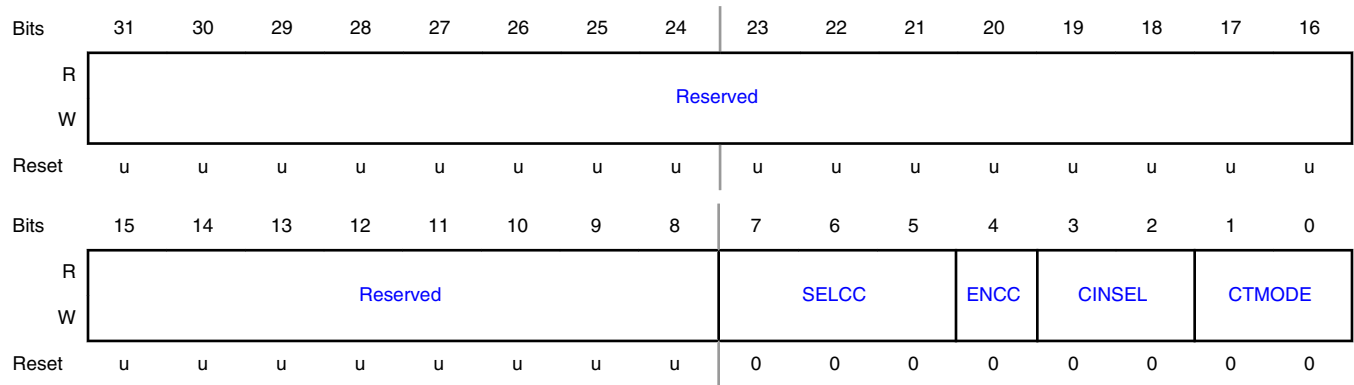 Bits 31 30 29 28 27 26 25 24 23 22 21 20 19 18 17 16
R
Reserved
W
Reset u u u u u u u u u u u u u u u u
Bits 15 14 13 12 11 10 9 8 7 6 5 4 3 2 1 0
R
Reserved SELCC ENCC CINSEL CTMODE
W
Reset u u u u u u u u 0 0 0 0 0 0 0 0